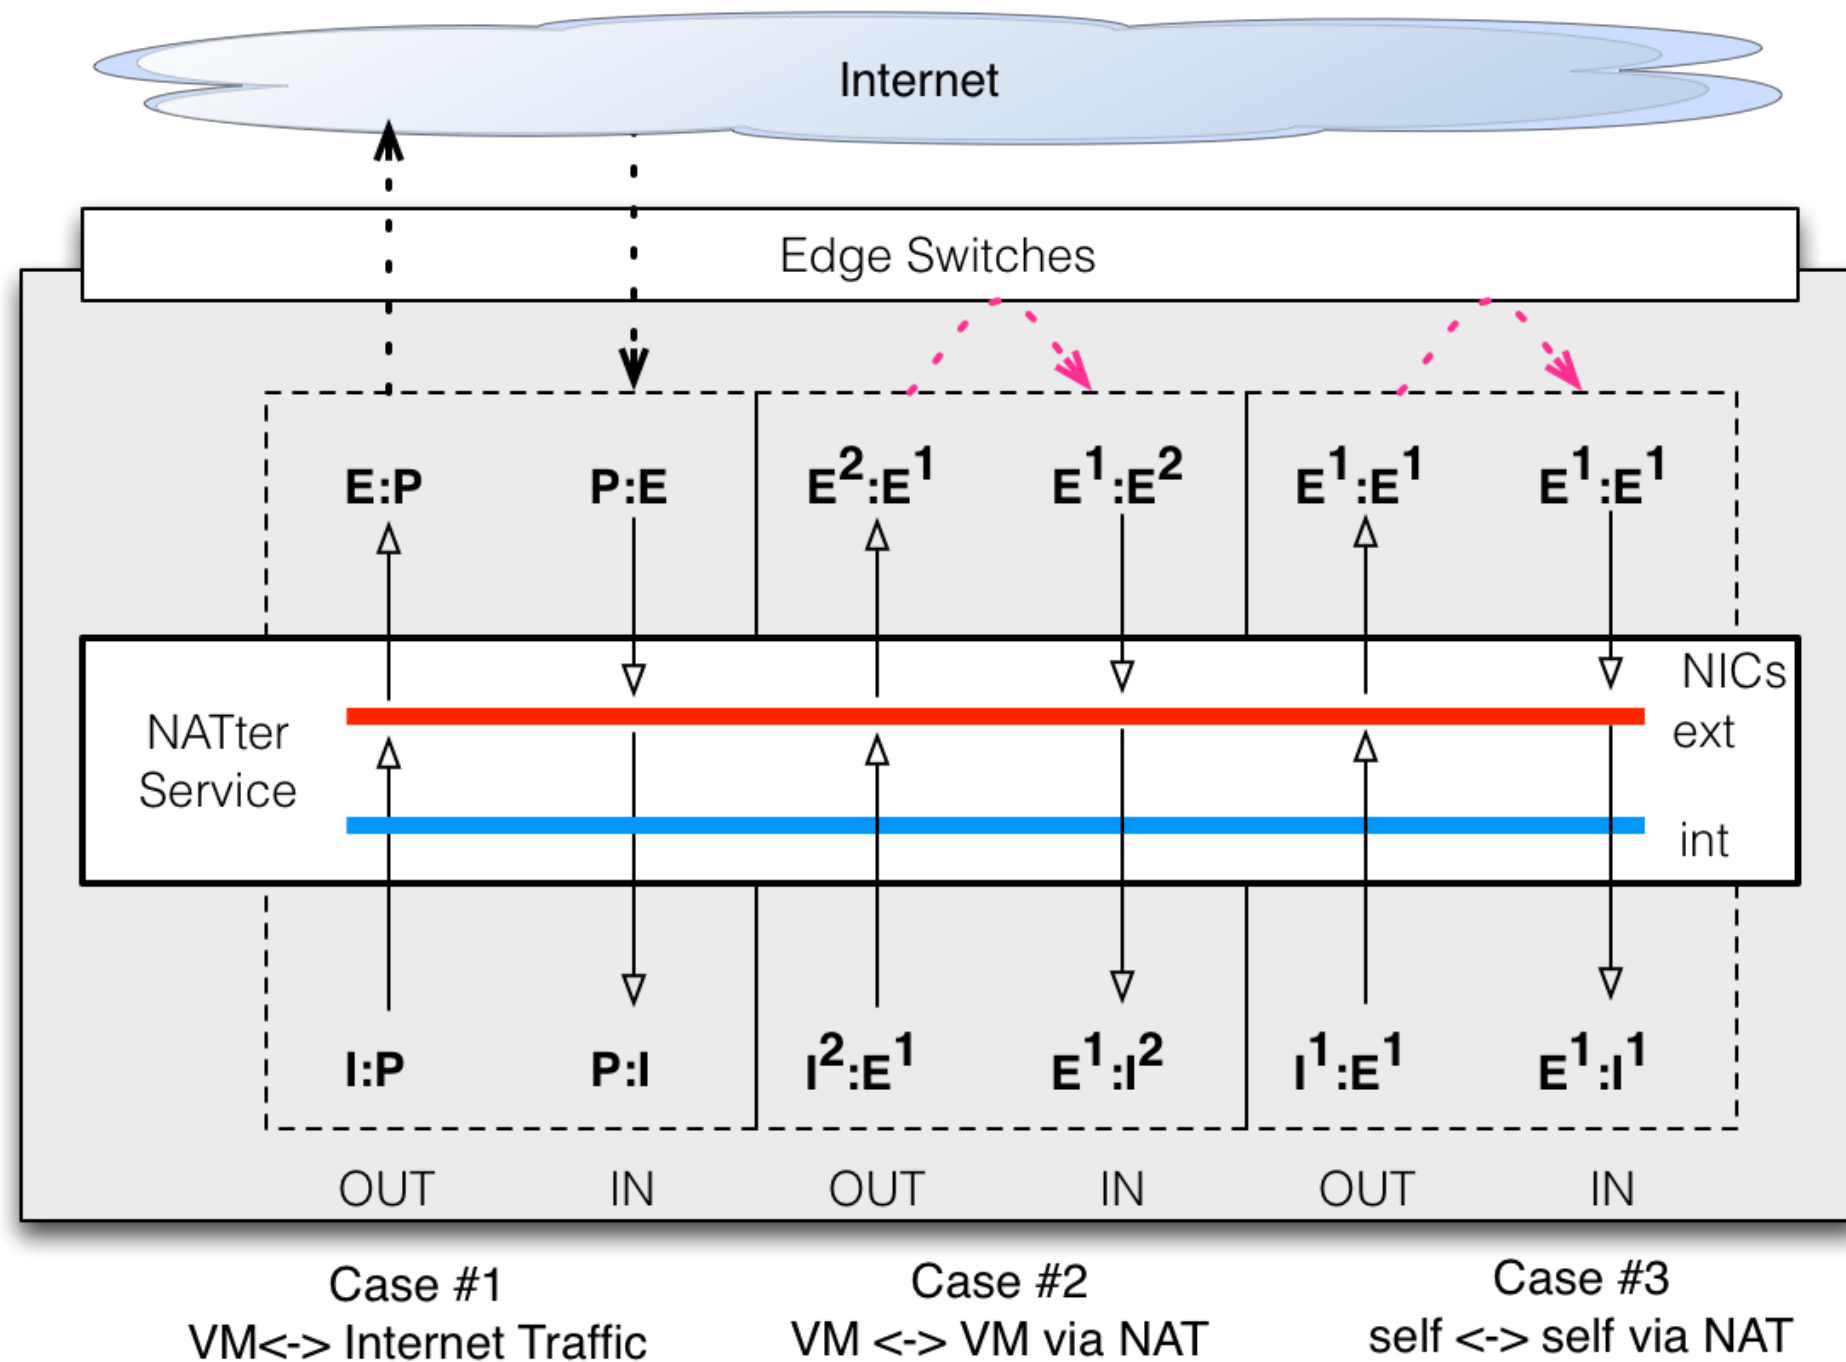 Internet
Edge Switches
E:P P:E E²:E¹ E¹:E² E¹:E¹ E¹:E¹
NICs
NATter
Service
ext
int
I:P P:I I²:E¹ E¹:I² I¹:E¹ E¹:I¹
OUT IN OUT IN OUT IN
Case #1
VM<-> Internet Traffic
Case #2
VM <-> VM via NAT
Case #3
self <-> self via NAT